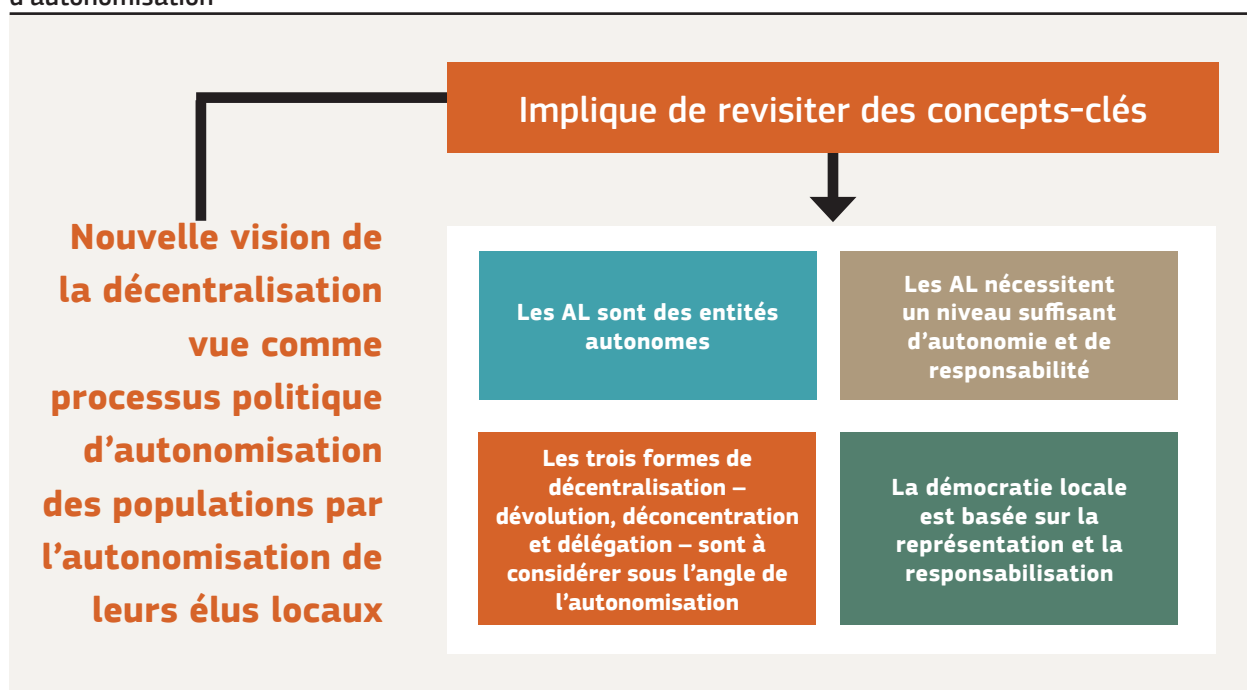 d'autonomisation
Implique de revisiter des concepts-clés
Nouvelle vision de
la décentralisation
vue comme
processus politique
d'autonomisation
des populations par
l'autonomisation de
leurs élus locaux
Les AL sont des entités
autonomes
Les AL nécessitent
un niveau suffisant
d'autonomie et de
responsabilité
Les trois formes de
décentralisation –
dévolution, déconcentration
et délégation – sont à
considérer sous l'angle de
l'autonomisation
La démocratie locale
est basée sur la
représentation et la
responsabilisation